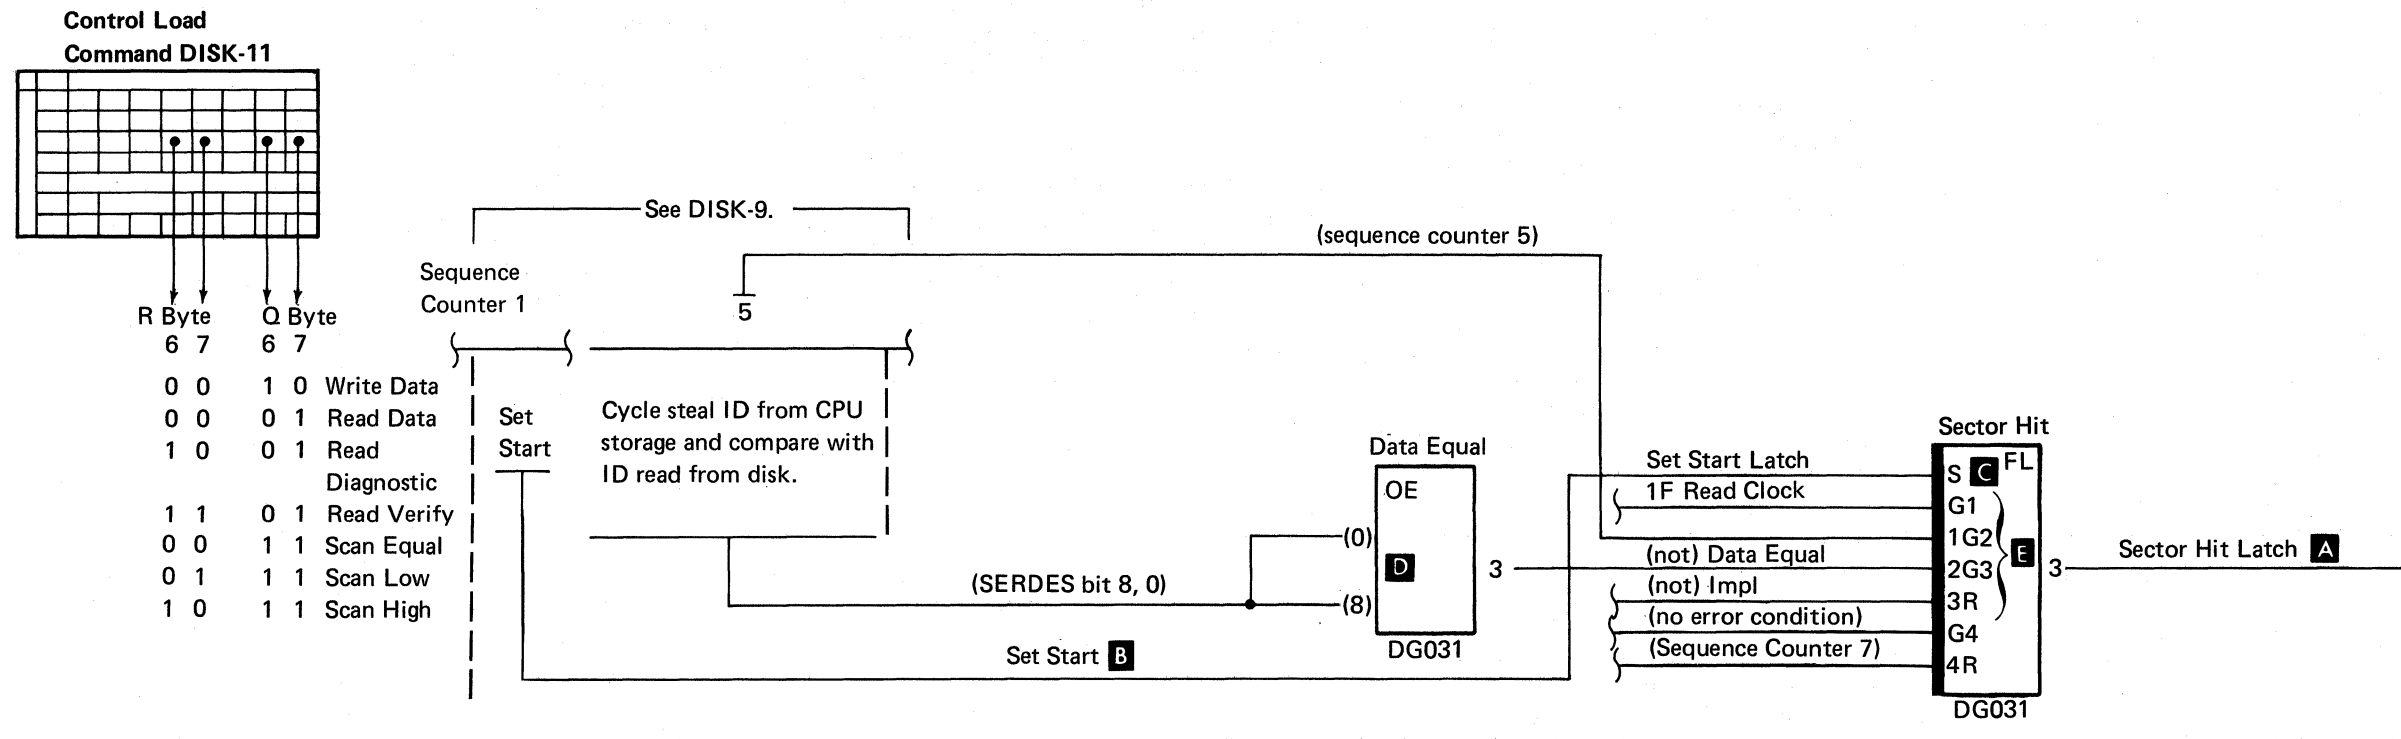 Control Load
Command DISK-11
See DISK-9.
(sequence counter 5)
Sequence
Counter 1
5
R Byte Q Byte
6 7 6 7
0 0 1 0 Write Data
0 0 0 1 Read Data
1 0 0 1 Read
Diagnostic
1 1 0 1 Read Verify
0 0 1 1 Scan Equal
0 1 1 1 Scan Low
1 0 1 1 Scan High
Set
Start
Cycle steal ID from CPU
storage and compare with
ID read from disk.
(SERDES bit 8, 0)
Set Start B
Data Equal
OE
(0)
D
(8)
3
DG031
Sector Hit
Set Start Latch
S C FL
1F Read Clock
G1
1G2
E
(not) Data Equal
2G3
(not) Impl
3R
(no error condition)
G4
(Sequence Counter 7)
4R
3
DG031
Sector Hit Latch A